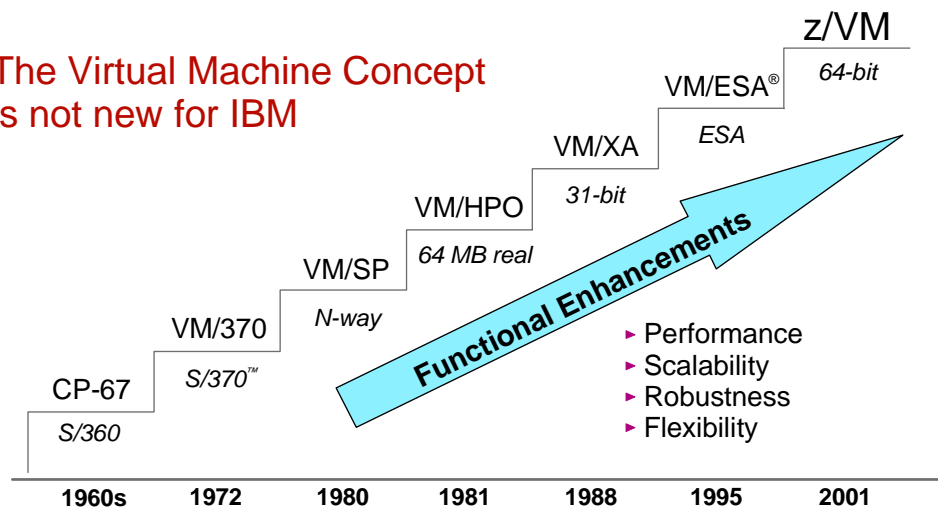 The Virtual Machine Concept
s not new for IBM
z/VM
64-bit
VM/ESA®
ESA
VM/XA
31-bit
VM/HPO
64 MB real
VM/SP
N-way
VM/370
S/370™
CP-67
S/360
Functional Enhancements
► Performance
► Scalability
► Robustness
► Flexibility
1960s 1972 1980 1981 1988 1995 2001